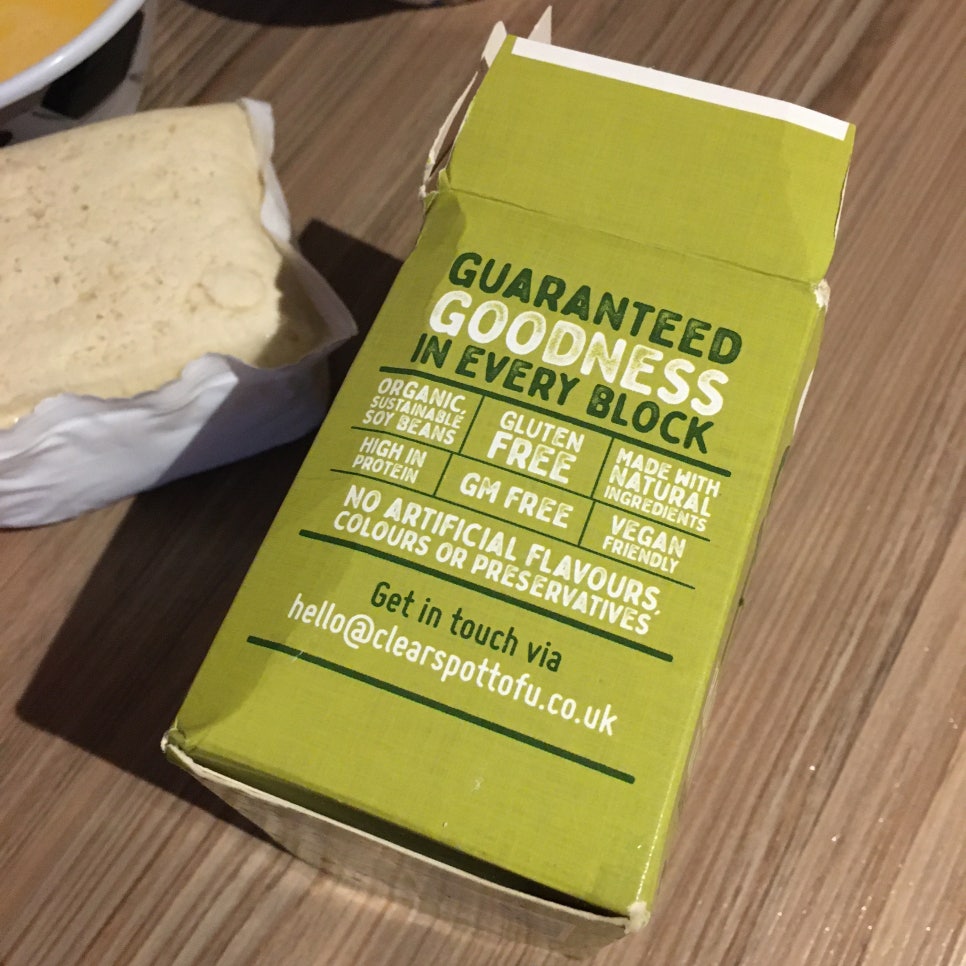 GUARANTEED
GOODNESS
IN EVERY BLOCK
ORGANIC,
SUSTAINABLE
SOY BEANS
GLUTEN
FREE
MADE WITH
NATURAL
INGREDIENTS
HIGH IN
PROTEIN
GM FREE
VEGAN
FRIENDLY
NO ARTIFICIAL FLAVOURS,
COLOURS OR PRESERVATIVES
Get in touch via
hello@clearspottofu.co.uk